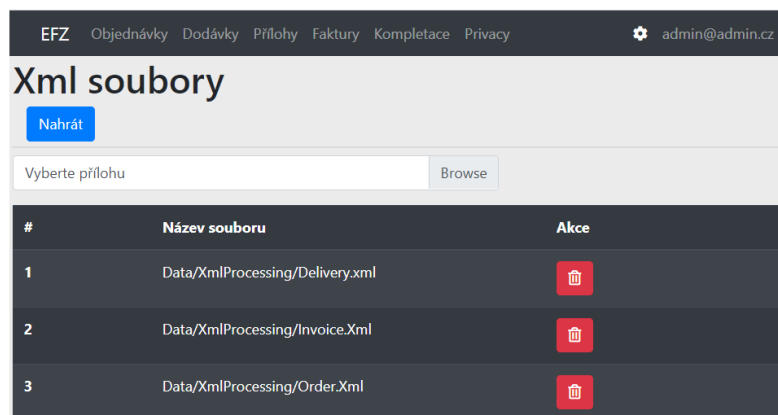 EFZ Objednávky Dodávky Přílohy Faktury Kompletace Privacy admin@admin.cz
Xml soubory
Nahrát
Vyberte přílohu Browse
# Název souboru Akce
1 Data/XmlProcessing/Delivery.xml
2 Data/XmlProcessing/Invoice.Xml
3 Data/XmlProcessing/Order.Xml